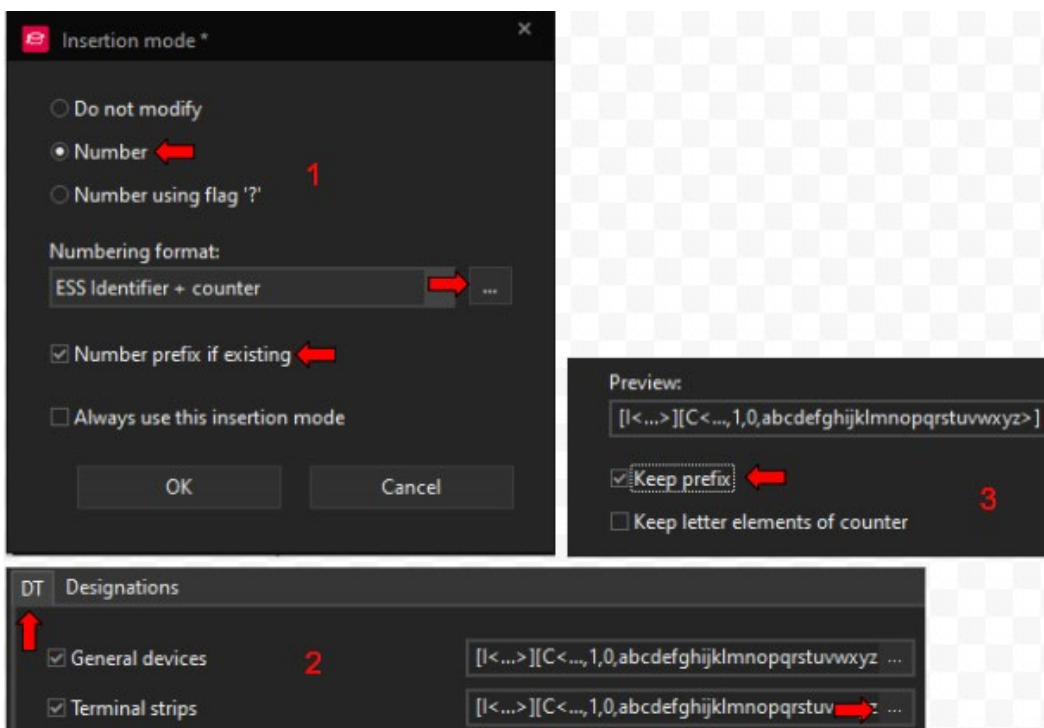 Insertion mode *
Do not modify
Number
1
Number using flag '?'
Numbering format:
ESS Identifier + counter
...
Number prefix if existing
Always use this insertion mode
OK Cancel
Preview:
[I<...>][C<...,1,0,abcdefghijklmnopqrstuvwxyz>]
Keep prefix
3
Keep letter elements of counter
DT Designations
General devices 2 [I<...>][C<...,1,0,abcdefghijklmnopqrstuvwxyz ...
Terminal strips [I<...>][C<...,1,0,abcdefghijklmnopqrstuv z ...